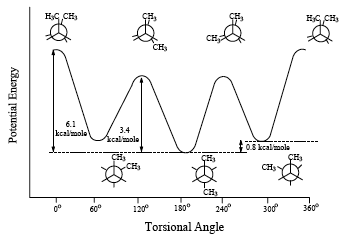 H₃C CH₃
CH₃
CH₃
CH₃
CH₃
H₃C CH₃
Potential Energy
6.1
kcal/mole
3.4
kcal/mole
0.8 kcal/mole
CH₃
CH₃
CH₃
CH₃
CH₃
CH₃
0° 60° 120° 180° 240° 300° 360°
Torsional Angle